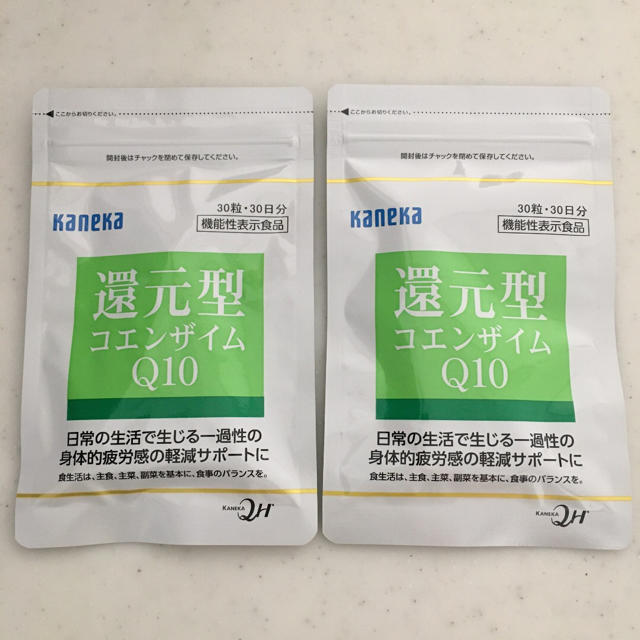 ここからお切りください。
開封後はチャックを閉めて保存してください。
30粒・30日分
kaneka
機能性表示食品
還元型
コエンザイム
Q10
日常の生活で生じる一過性の
身体的疲労感の軽減サポートに
食生活は、主食、主菜、副菜を基本に、食事のバランスを。
KANEKA QH
ここからお切りください。
開封後はチャックを閉めて保存してください。
30粒・30日分
kaneka
機能性表示食品
還元型
コエンザイム
Q10
日常の生活で生じる一過性の
身体的疲労感の軽減サポートに
食生活は、主食、主菜、副菜を基本に、食事のバランスを。
KANEKA QH